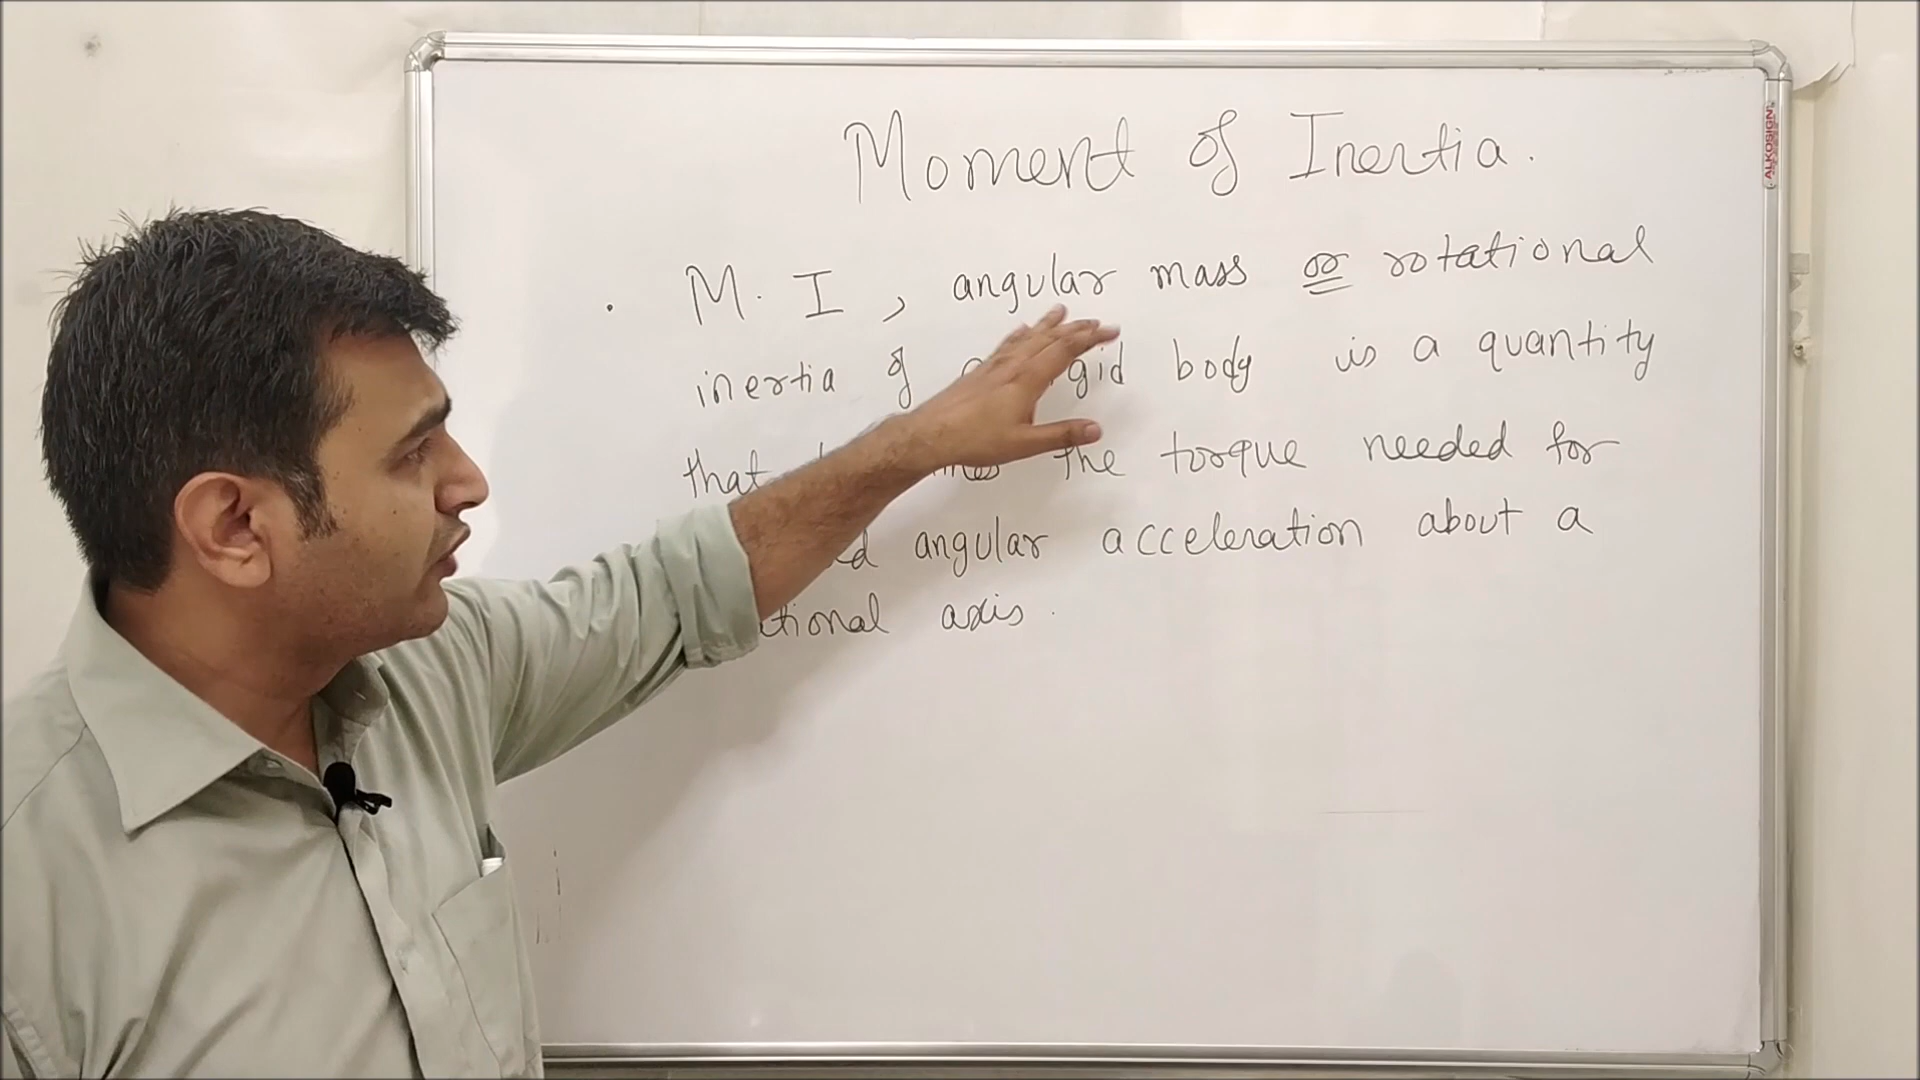 Moment of Inertia.
. M. I , angular mass or rotational
inertia of rigid body is a quantity
that the torque needed for
angular acceleration about a
axis.
ALKOSIGN